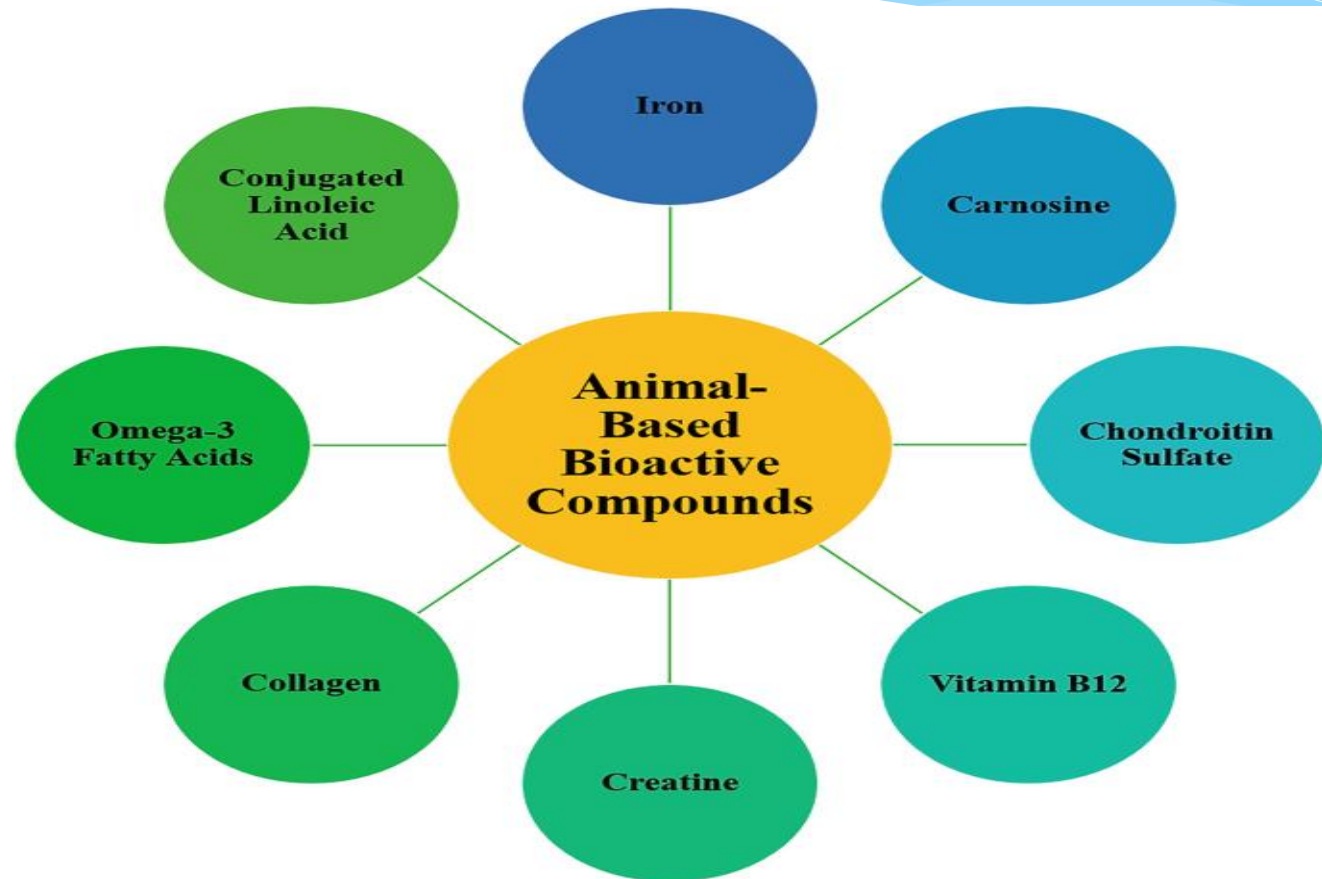 Iron
Carnosine
Chondroitin
Sulfate
Vitamin B12
Creatine
Collagen
Omega-3
Fatty Acids
Conjugated
Linoleic
Acid
Animal-
Based
Bioactive
Compounds